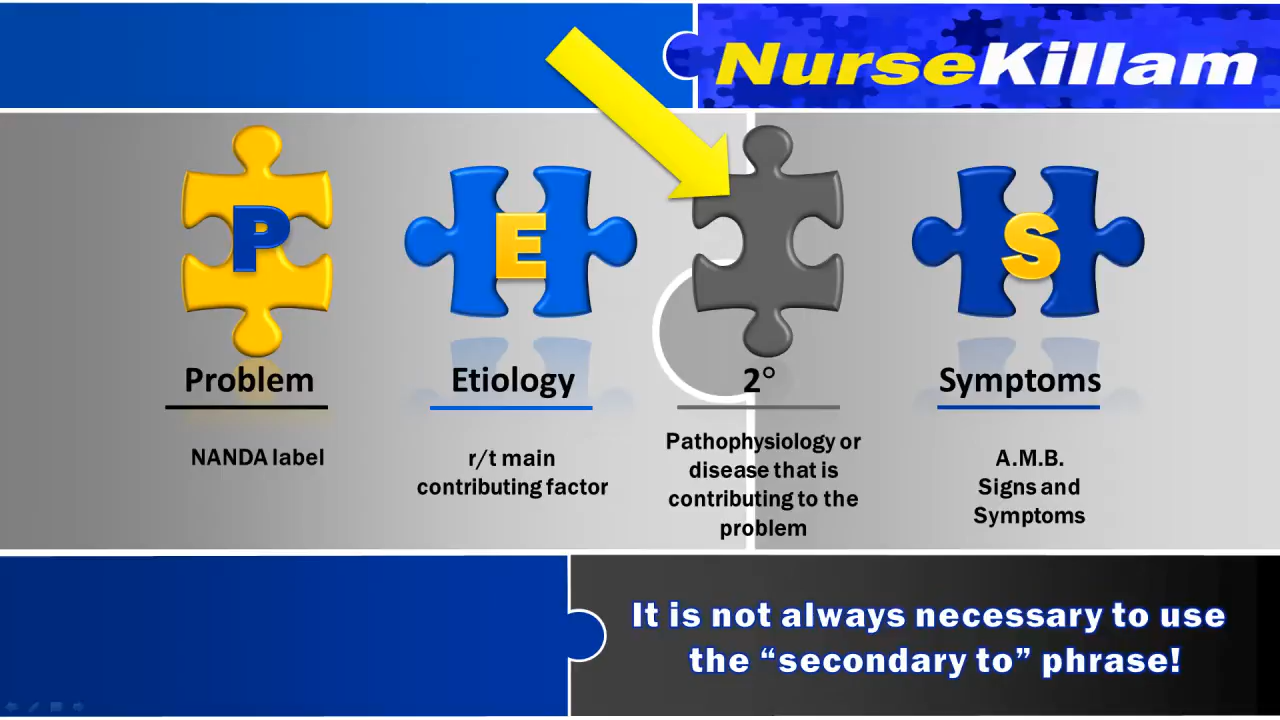 NurseKillam
P
E
S
Problem
Etiology
2°
Symptoms
NANDA label
r/t main
contributing factor
Pathophysiology or
disease that is
contributing to the
problem
A.M.B.
Signs and
Symptoms
It is not always necessary to use
the “secondary to” phrase!